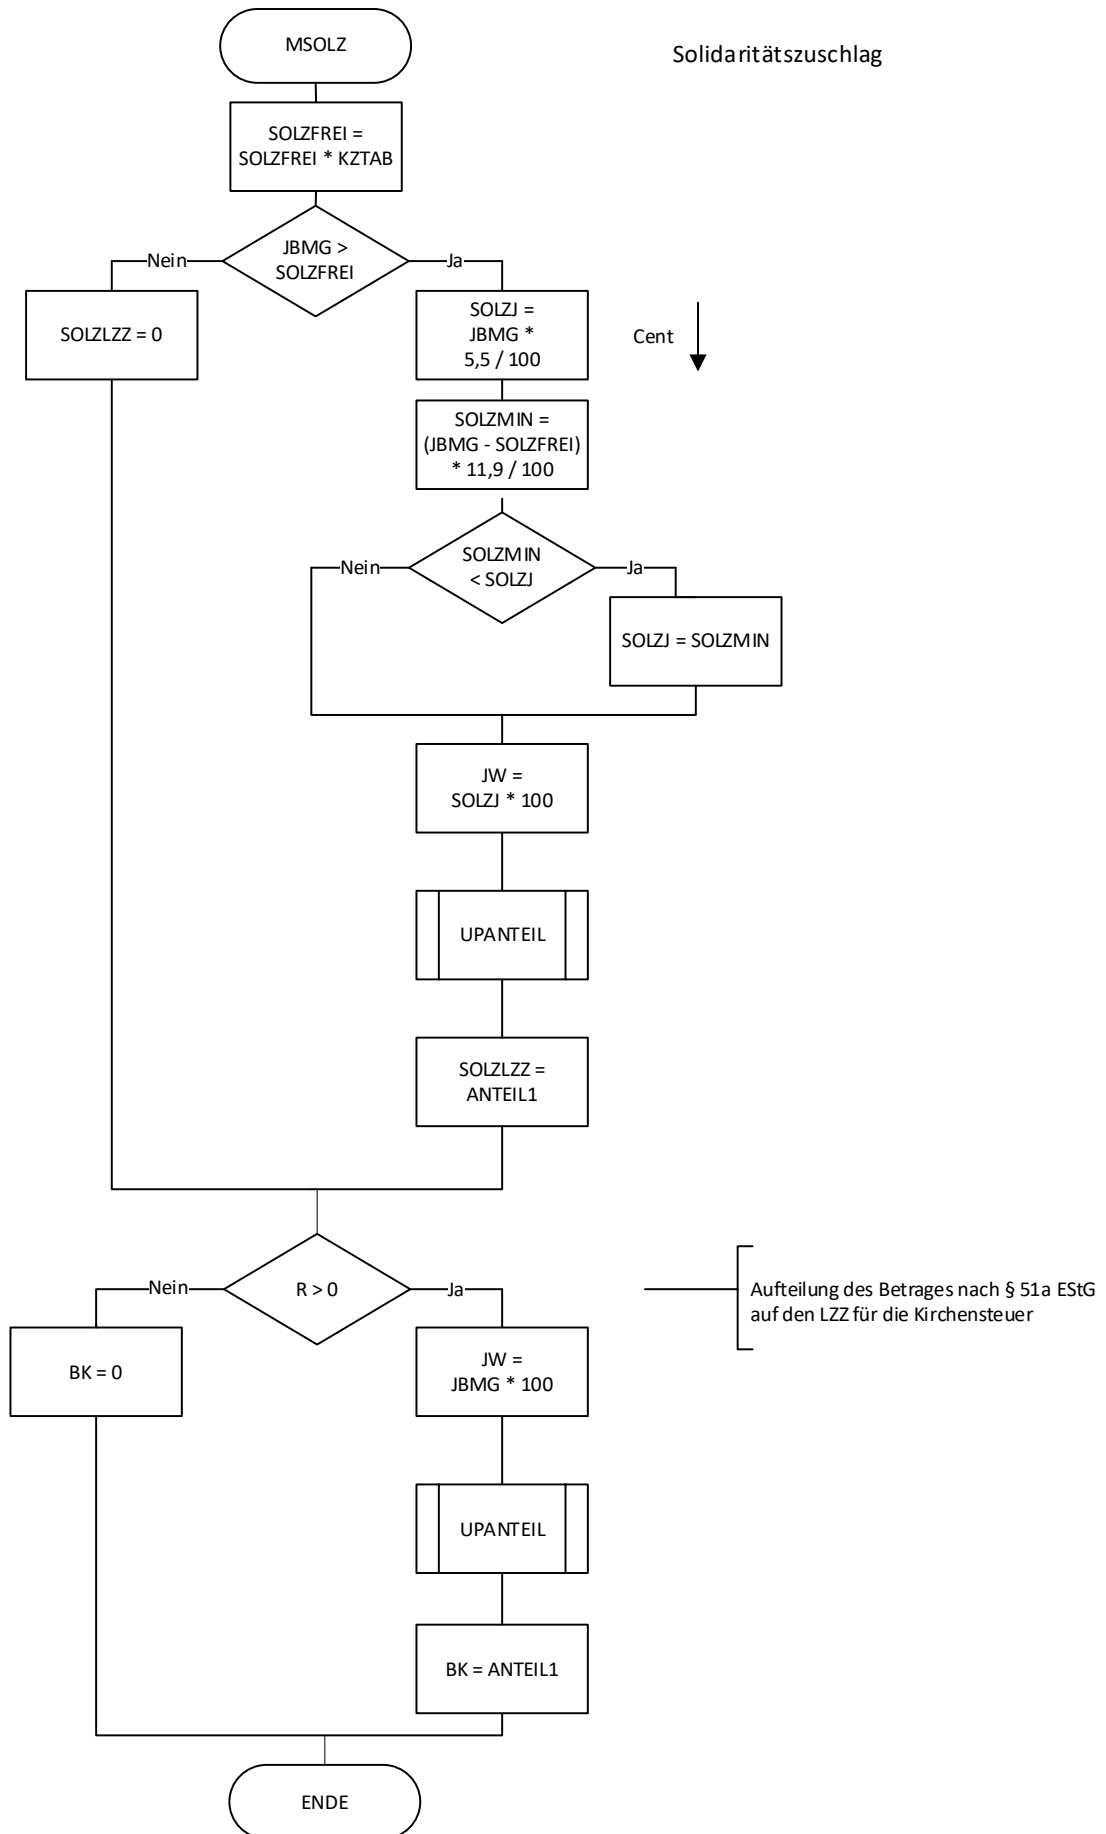 MSOLZ
Solidaritätszuschlag
SOLZFREI =
SOLZFREI * KZTAB
JBMG >
SOLZFREI
Nein
Ja
SOLZLZZ = 0
SOLZJ =
JBMG *
5,5 / 100
Cent
SOLZMIN =
(JBMG - SOLZFREI)
* 11,9 / 100
SOLZMIN
< SOLZJ
Nein
Ja
SOLZJ = SOLZMIN
JW =
SOLZJ * 100
UPANTEIL
SOLZLZZ =
ANTEIL1
R > 0
Nein
Ja
Aufteilung des Betrages nach § 51a EStG
auf den LZZ für die Kirchensteuer
BK = 0
JW =
JBMG * 100
UPANTEIL
BK = ANTEIL1
ENDE